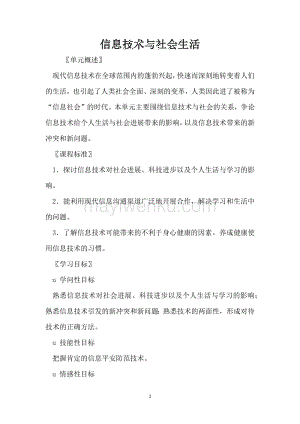 信息技术与社会生活
〖单元概述〗
现代信息技术在全球范围内的蓬勃兴起,快速而深刻地转变着人们
的生活,也引起了人类社会全面、深刻的变革,人类因此进了被称为
“信息社会”的时代。本单元主要围绕信息技术与社会的关系,争论
信息技术给个人生活与社会进展带来的影响,以及信息技术带来的新
冲突和新问题。
〖课程标准〗
1.探讨信息技术对社会进展、科技进步以及个人生活与学习的影
响。
2.能利用现代信息沟通渠道广泛地开展合作,解决学习和生活中
的问题。
3.了解信息技术可能带来的不利于身心健康的因素,养成健康使
用信息技术的习惯。
〖学习目标〗
u 学问性目标
熟悉信息技术对社会进展、科技进步以及个人生活与学习的影响;
熟悉信息技术引发的新冲突和新问题;熟悉技术的两面性,形成对待
技术的正确方法。
u 技能性目标
把握肯定的信息平安防范技术。
u 情感性目标